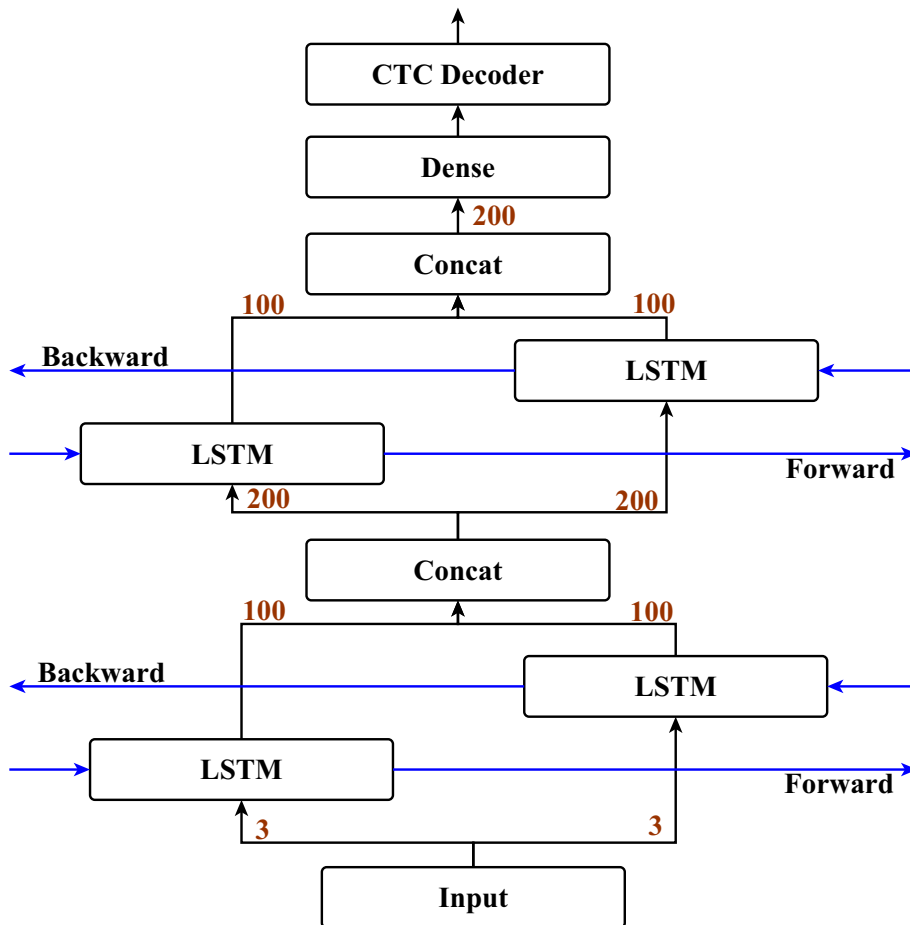 CTC Decoder
Dense
200
Concat
100 100
Backward
LSTM
LSTM
Forward
200 200
Concat
100 100
Backward
LSTM
LSTM
Forward
3 3
Input